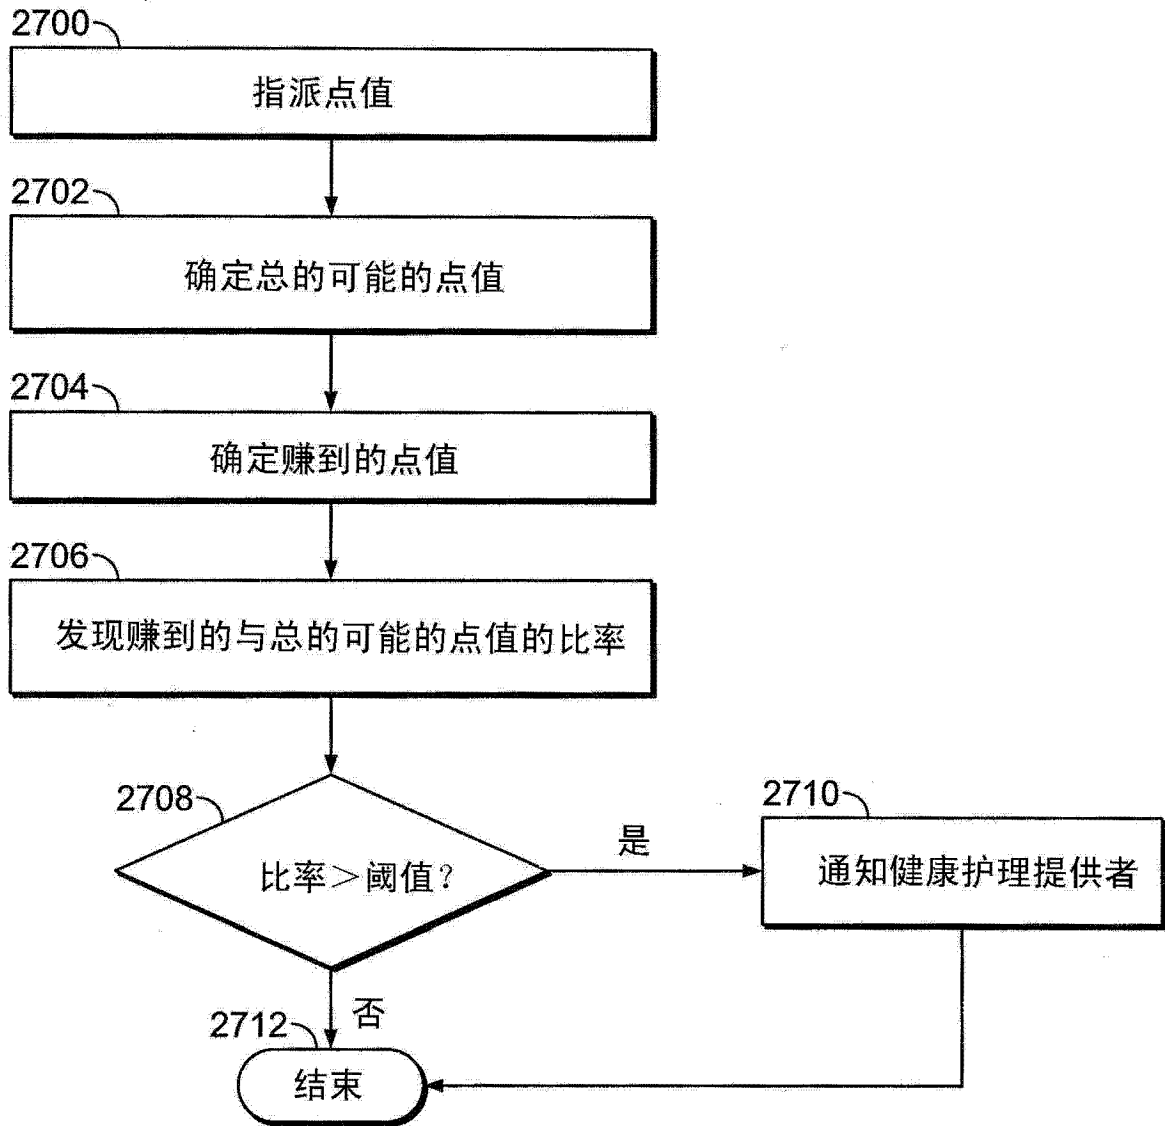 2700
指派点值
2702
确定总的可能的点值
2704
确定赚到的点值
2706
发现赚到的与总的可能的点值的比率
2708
比率＞阈值？
是
2710
通知健康护理提供者
否
2712
结束